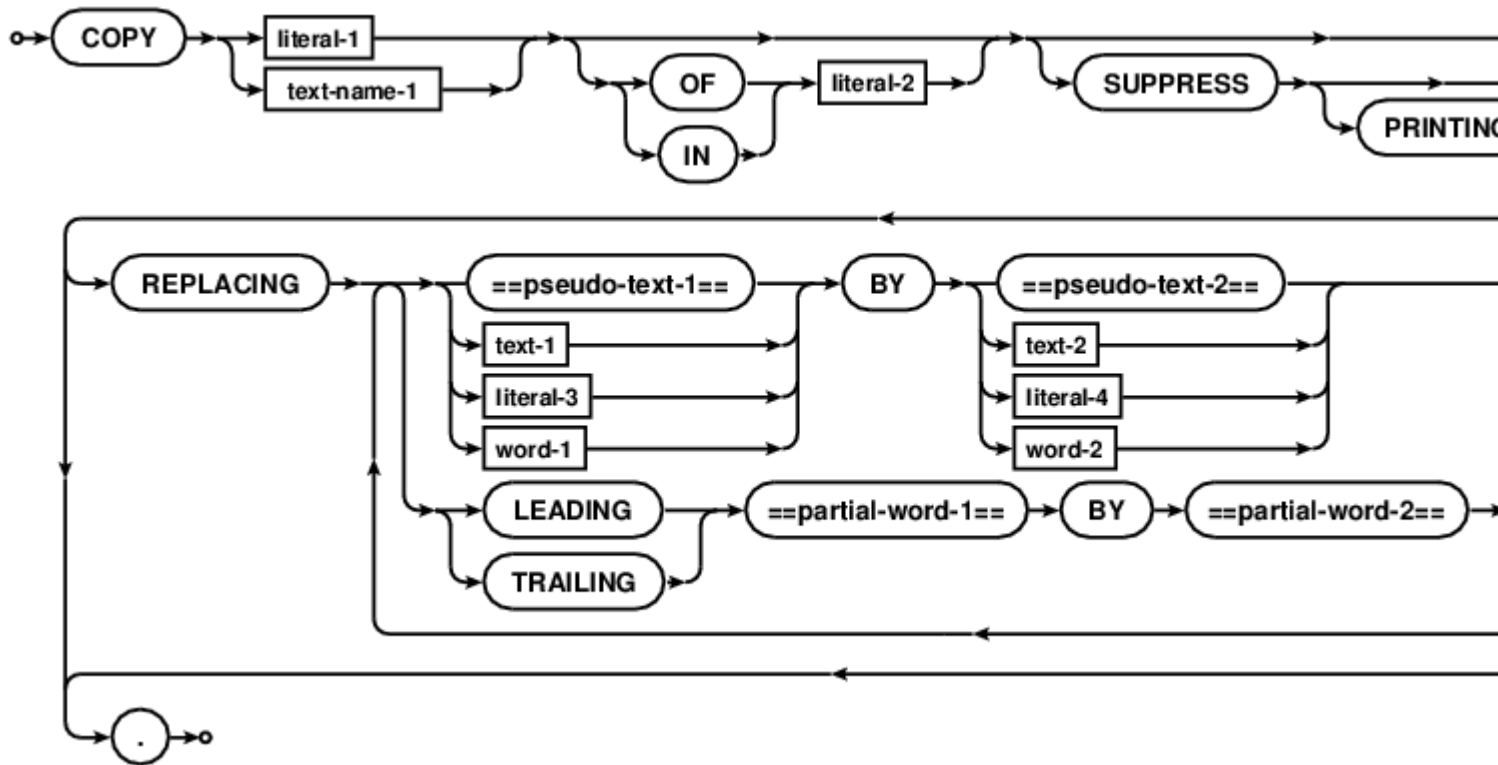 COPY literal-1 OF literal-2 SUPPRESS
text-name-1 IN PRINTING
REPLACING ==pseudo-text-1== BY ==pseudo-text-2==
text-1 text-2
literal-3 literal-4
word-1 word-2
LEADING ==partial-word-1== BY ==partial-word-2==
TRAILING
.